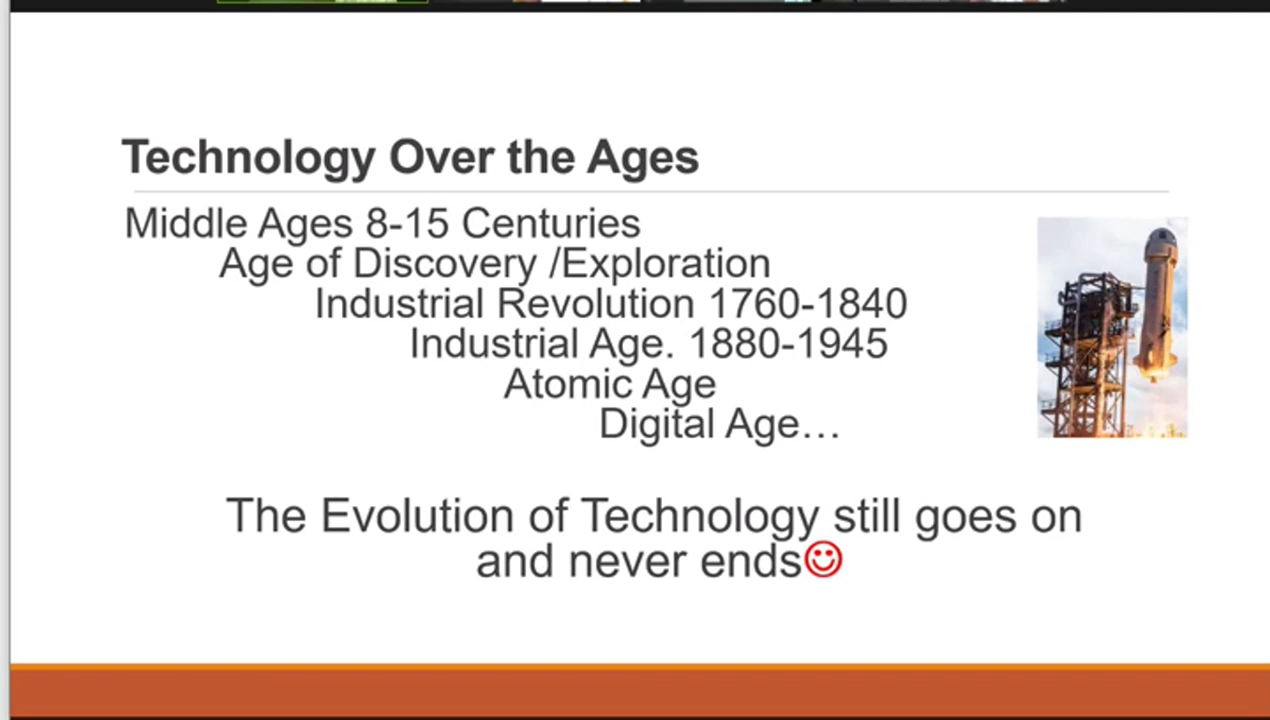 Technology Over the Ages
Middle Ages 8-15 Centuries
Age of Discovery /Exploration
Industrial Revolution 1760-1840
Industrial Age. 1880-1945
Atomic Age
Digital Age…
The Evolution of Technology still goes on
and never ends☺